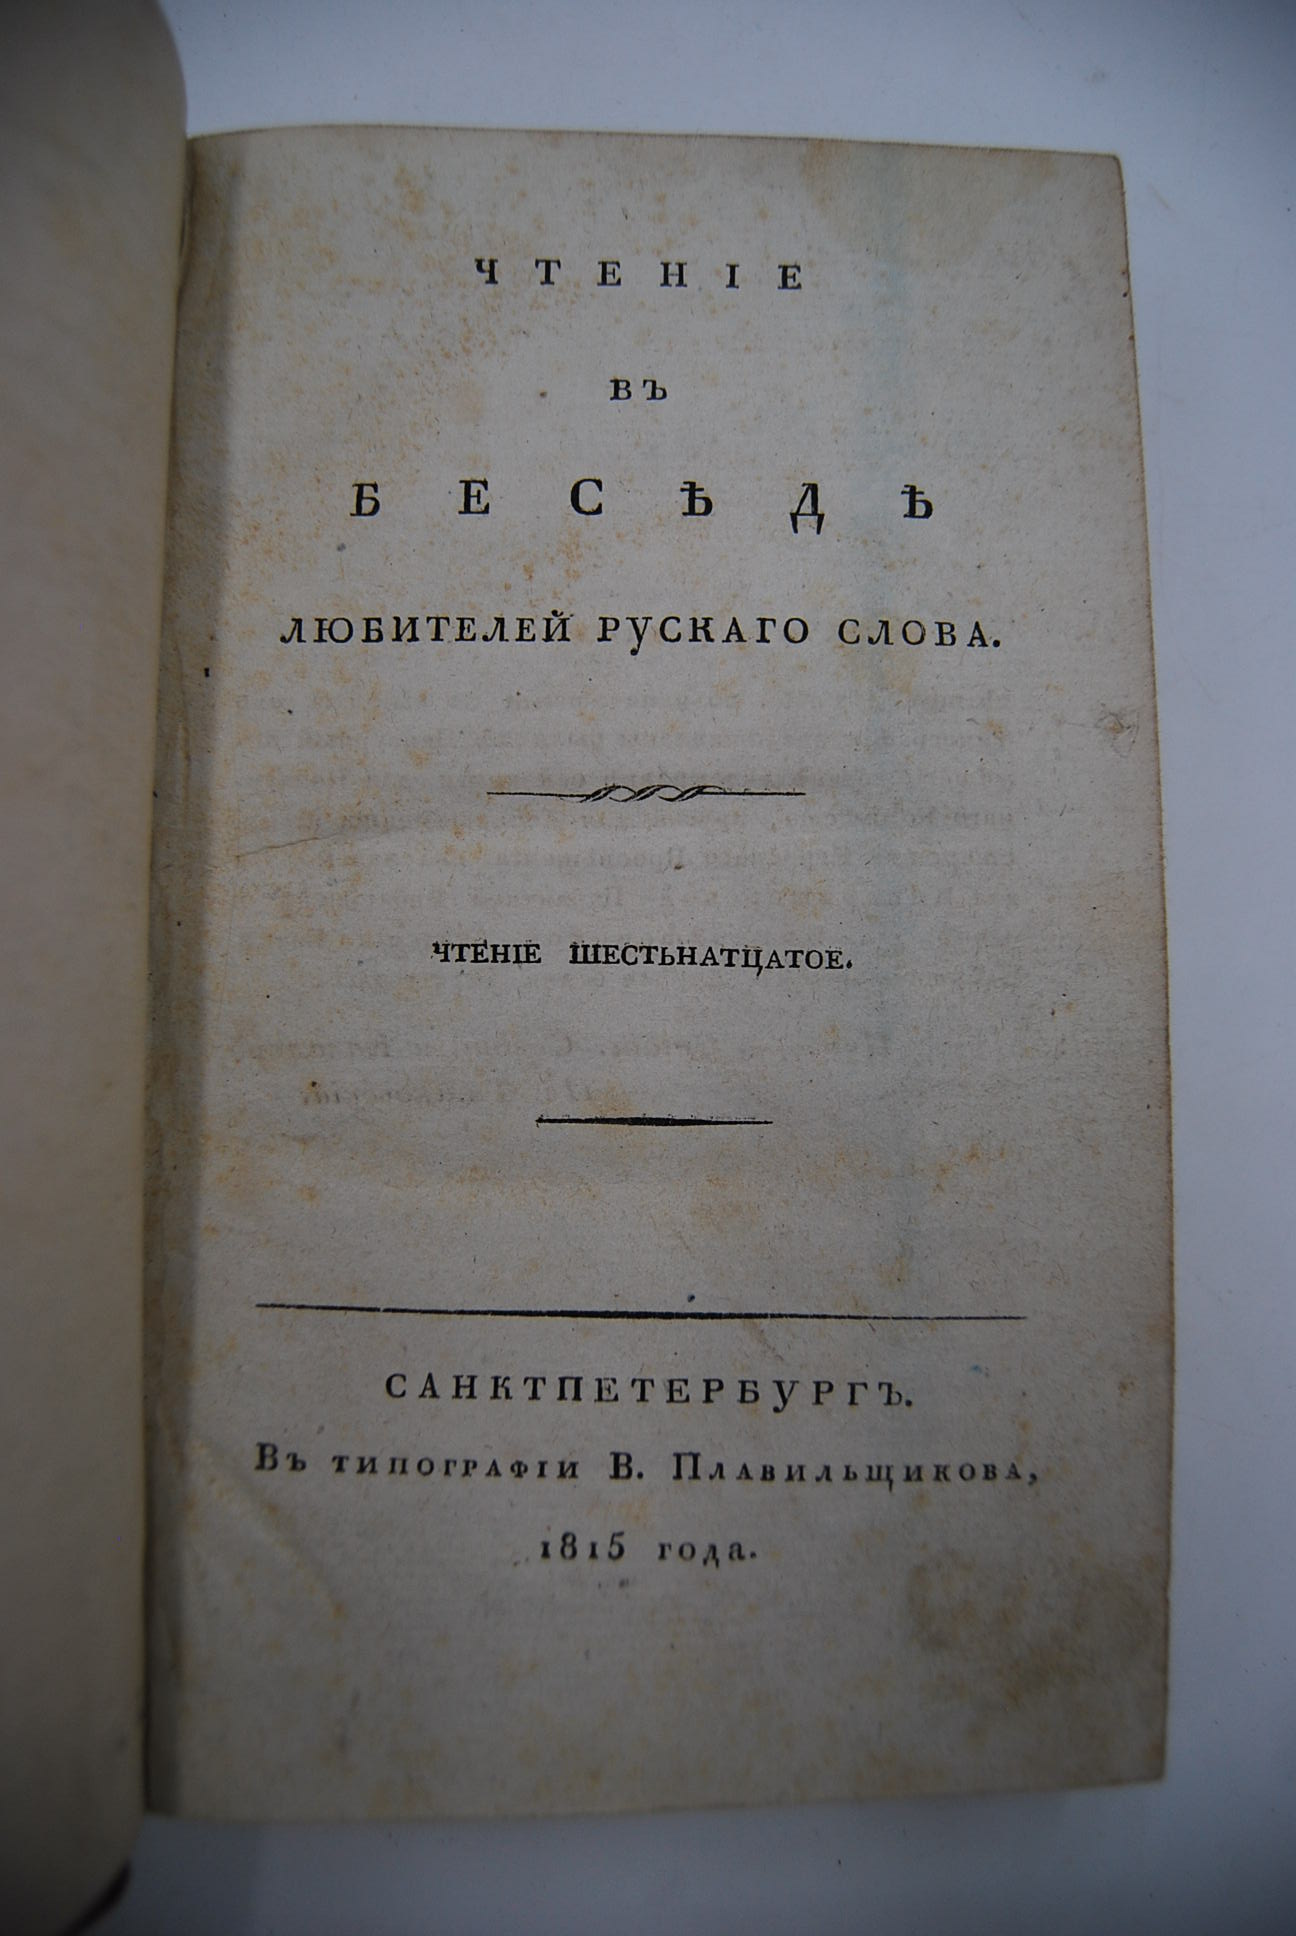 ЧТЕНІЕ
ВЪ
БЕСѢДѢ
ЛЮБИТЕЛЕЙ РУСКАГО СЛОВА.
ЧТЕНІЕ ШЕСТЬНАТЦАТОЕ.
САНКТПЕТЕРБУРГЪ.
Въ типографіи В. Плавильщикова,
1815 года.